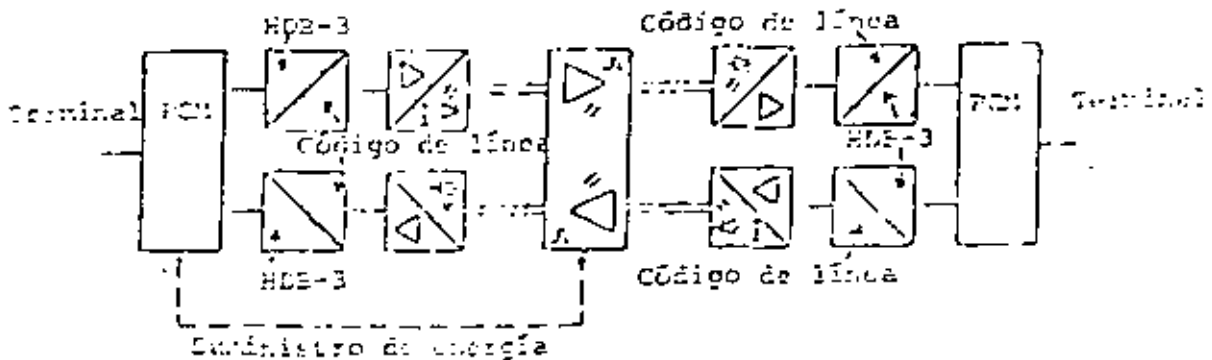 HDB-3
Código de línea
Terminal PCM
PCM Terminal
Código de línea
HDB-3
HDB-3
Código de línea
Suministro de energía